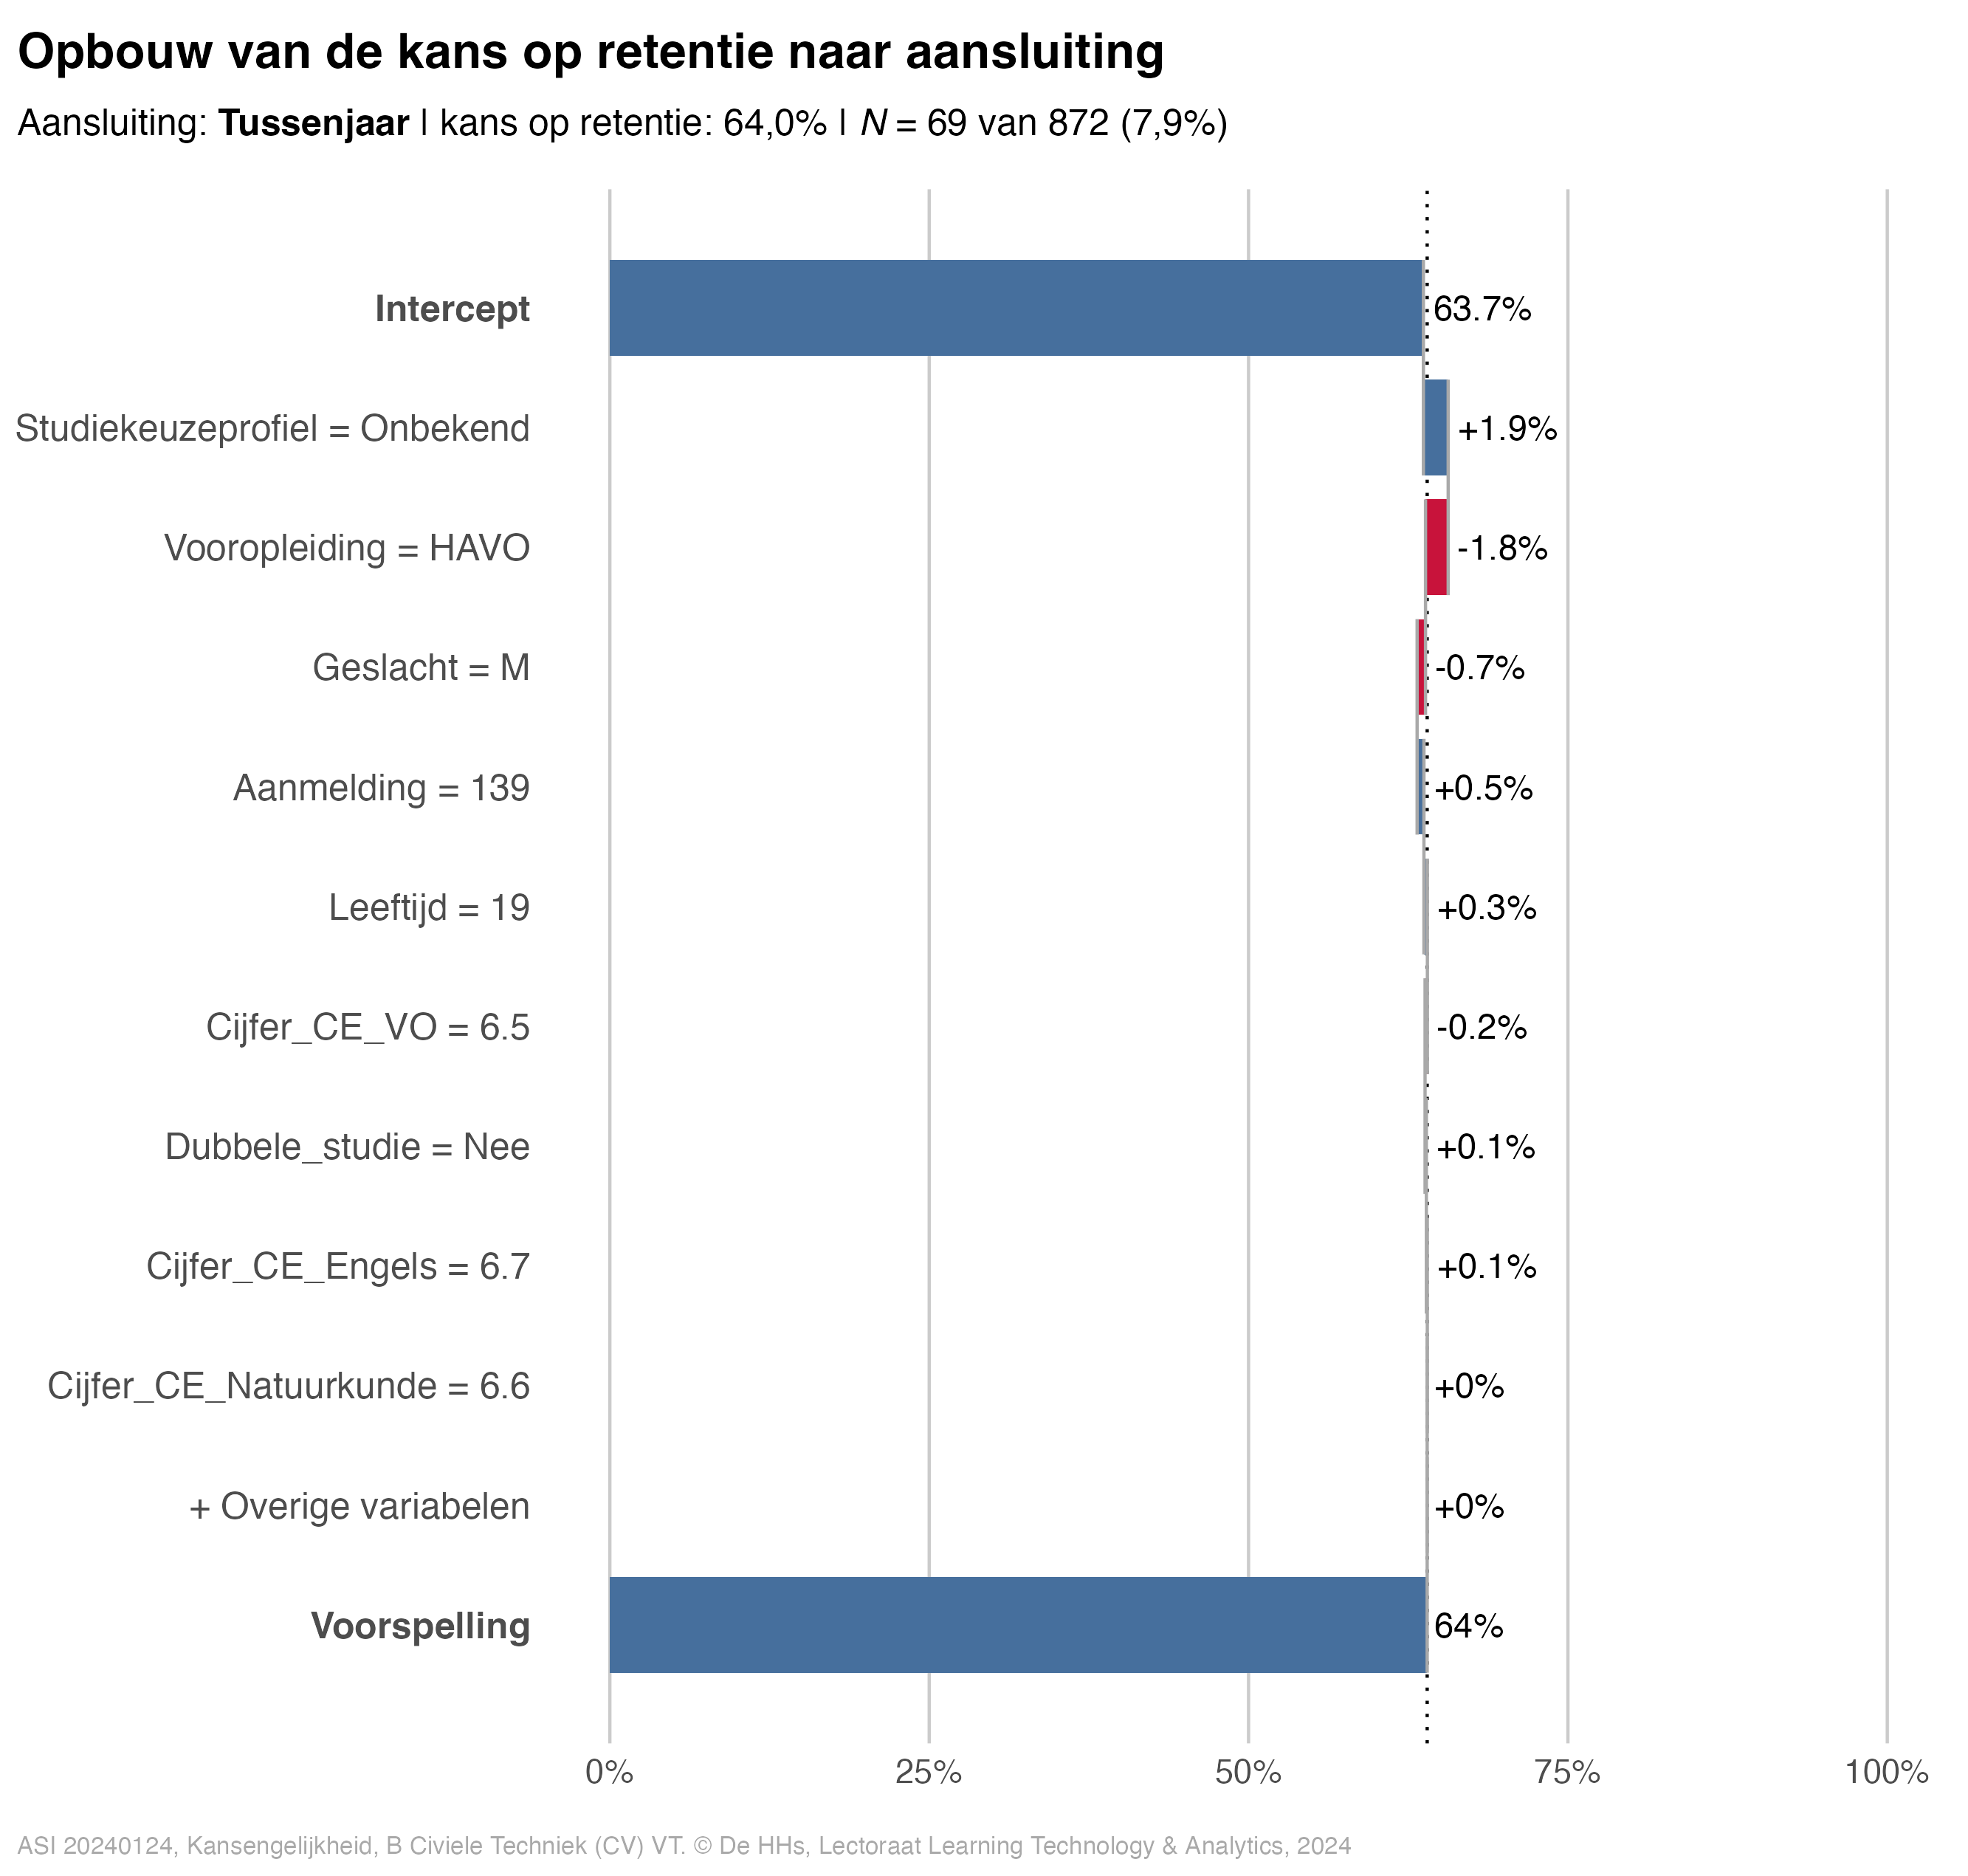 Opbouw van de kans op retentie naar aansluiting
Aansluiting: Tussenjaar | kans op retentie: 64,0% | N = 69 van 872 (7,9%)
Intercept 63.7%
Studiekeuzeprofiel = Onbekend +1.9%
Vooropleiding = HAVO -1.8%
Geslacht = M -0.7%
Aanmelding = 139 +0.5%
Leeftijd = 19 +0.3%
Cijfer_CE_VO = 6.5 -0.2%
Dubbele_studie = Nee +0.1%
Cijfer_CE_Engels = 6.7 +0.1%
Cijfer_CE_Natuurkunde = 6.6 +0%
+ Overige variabelen +0%
Voorspelling 64%
0% 25% 50% 75% 100%
ASI 20240124, Kansengelijkheid, B Civiele Techniek (CV) VT. © De HHs, Lectoraat Learning Technology & Analytics, 2024